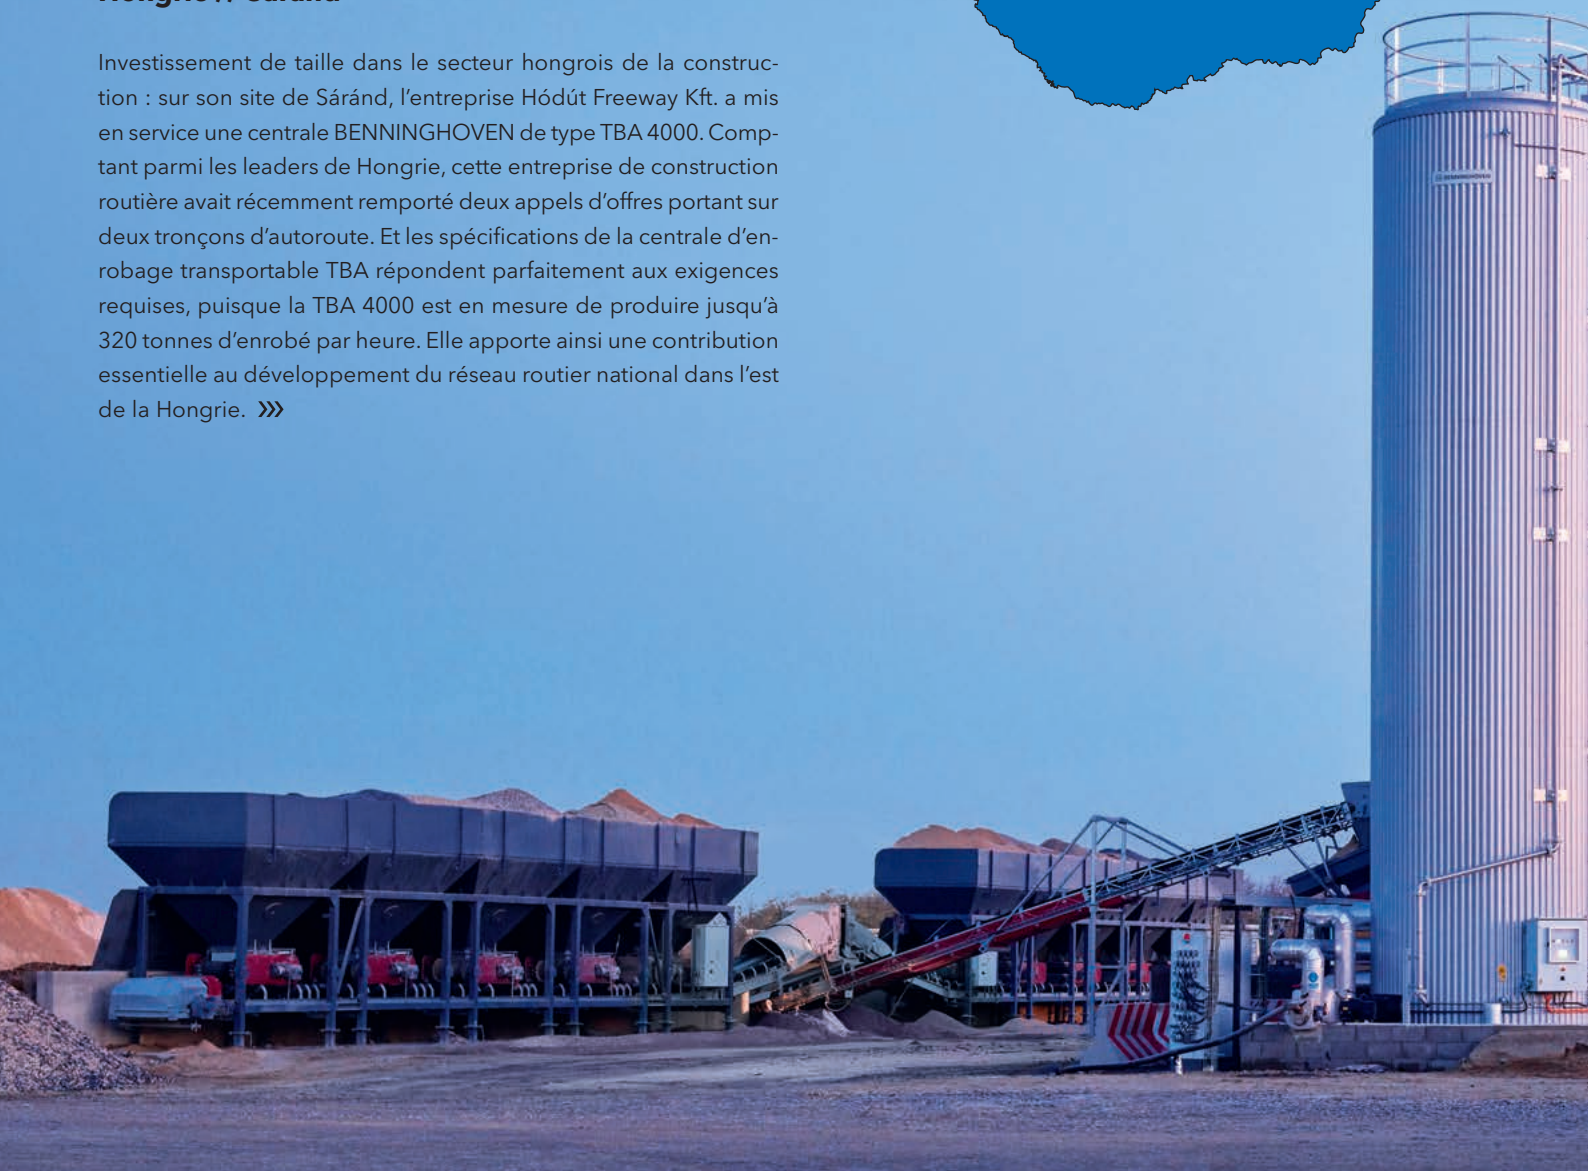 Investissement de taille dans le secteur hongrois de la construc-
tion : sur son site de Sáránd, l’entreprise Hódút Freeway Kft. a mis
en service une centrale BENNINGHOVEN de type TBA 4000. Comp-
tant parmi les leaders de Hongrie, cette entreprise de construction
routière avait récemment remporté deux appels d’offres portant sur
deux tronçons d’autoroute. Et les spécifications de la centrale d’en-
robage transportable TBA répondent parfaitement aux exigences
requises, puisque la TBA 4000 est en mesure de produire jusqu’à
320 tonnes d’enrobé par heure. Elle apporte ainsi une contribution
essentielle au développement du réseau routier national dans l’est
de la Hongrie. »›
BENNINGHOVEN